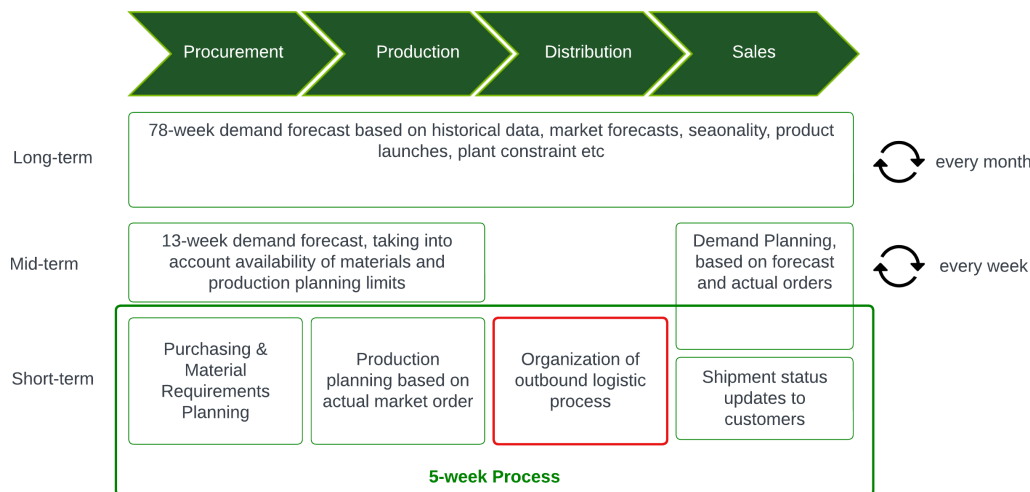 Procurement
Production
Distribution
Sales
Long-term
78-week demand forecast based on historical data, market forecasts, seaonality, product
launches, plant constraint etc
every month
Mid-term
13-week demand forecast, taking into
account availability of materials and
production planning limits
Demand Planning,
based on forecast
and actual orders
every week
Short-term
Purchasing &
Material
Requirements
Planning
Production
planning based on
actual market order
Organization of
outbound logistic
process
Shipment status
updates to
customers
5-week Process